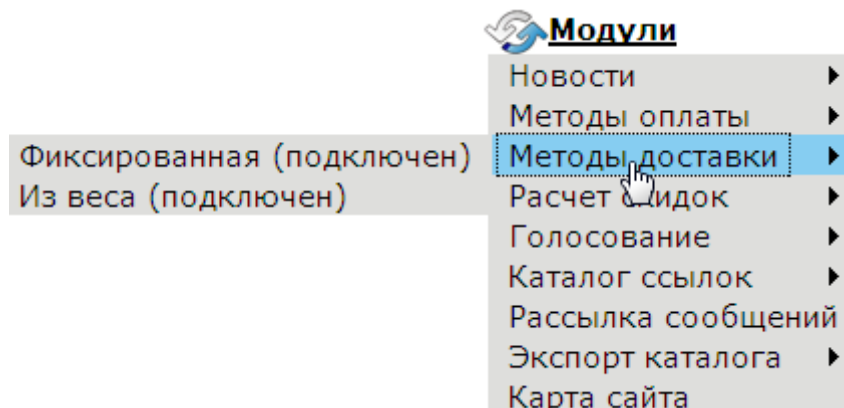 Модули
Новости
Методы оплаты
Методы доставки
Фиксированная (подключен)
Из веса (подключен)
Расчет скидок
Голосование
Каталог ссылок
Рассылка сообщений
Экспорт каталога
Карта сайта